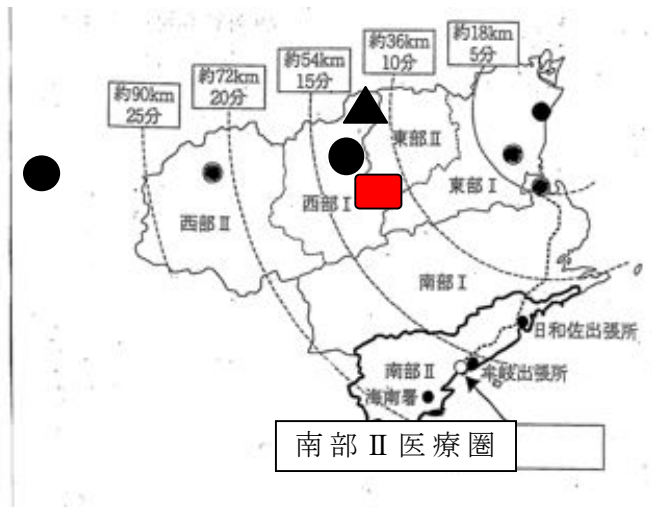 約18km
5分
約36km
10分
約54km
15分
約72km
20分
約90km
25分
東部Ⅱ
東部Ⅰ
西部Ⅰ
西部Ⅱ
南部Ⅰ
日和佐出張所
南部Ⅱ
牟岐出張所
海南署
南部Ⅱ医療圏